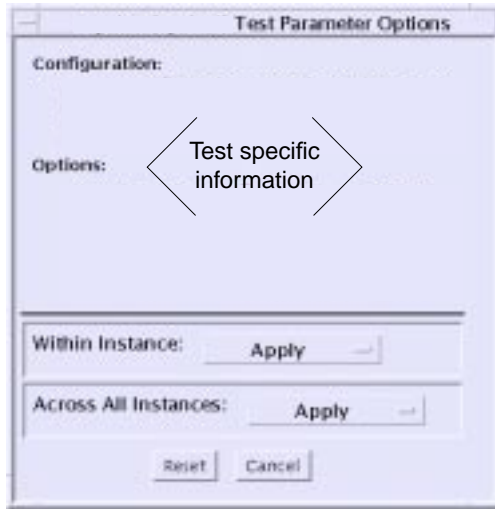 Test Parameter Options
Configuration:
Options:
Test specific
information
Within Instance: Apply
Across All Instances: Apply
Reset Cancel